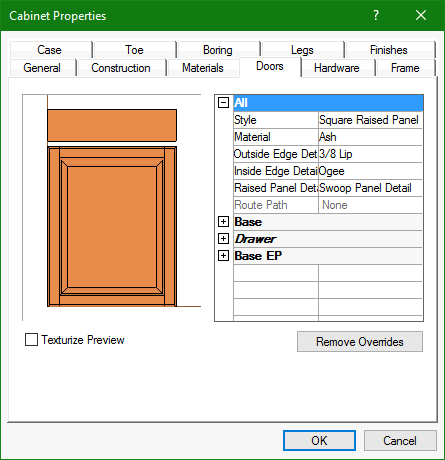 Cabinet Properties ? ×
Case Toe Boring Legs Finishes
General Construction Materials Doors Hardware Frame
All
Style Square Raised Panel
Material Ash
Outside Edge Det 3/8 Lip
Inside Edge Detai Ogee
Raised Panel Det Swoop Panel Detail
Route Path None
Base
Drawer
Base EP
Texturize Preview
Remove Overrides
OK Cancel